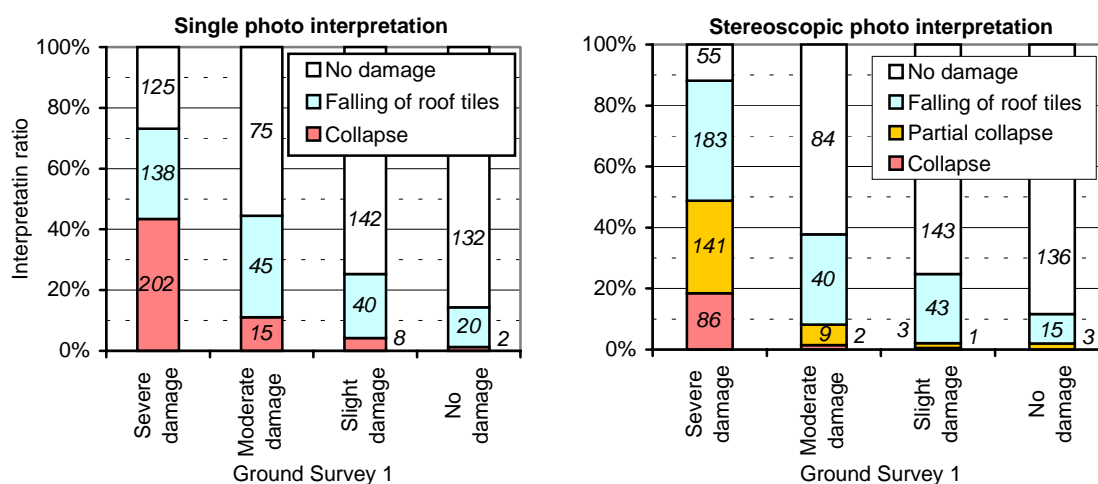 Single photo interpretation
Interpretatin ratio
100%
80%
60%
40%
20%
0%
No damage
Falling of roof tiles
Collapse
125
138
202
75
45
15
142
40
8
132
20
2
Severe
damage
Moderate
damage
Slight
damage
No
damage
Ground Survey 1
Stereoscopic photo interpretation
100%
80%
60%
40%
20%
0%
No damage
Falling of roof tiles
Partial collapse
Collapse
55
183
141
86
84
40
9
2
143
43
3
1
136
15
3
Severe
damage
Moderate
damage
Slight
damage
No
damage
Ground Survey 1